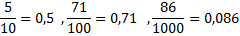 5/10 = 0,5 , 71/100 = 0,71 , 86/1000 = 0,086